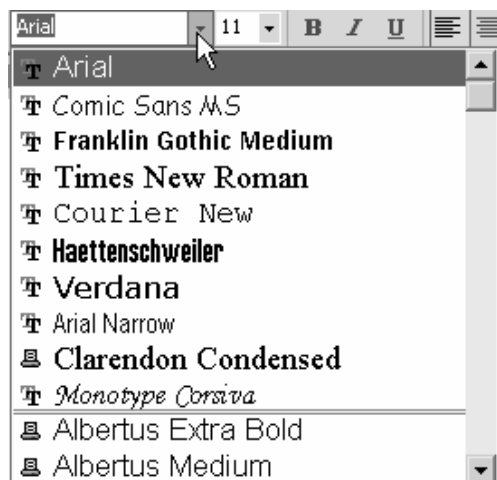 Arial 11 B I U
Arial
Comic Sans MS
Franklin Gothic Medium
Times New Roman
Courier New
Haettenschweiler
Verdana
Arial Narrow
Clarendon Condensed
Monotype Corsiva
Albertus Extra Bold
Albertus Medium